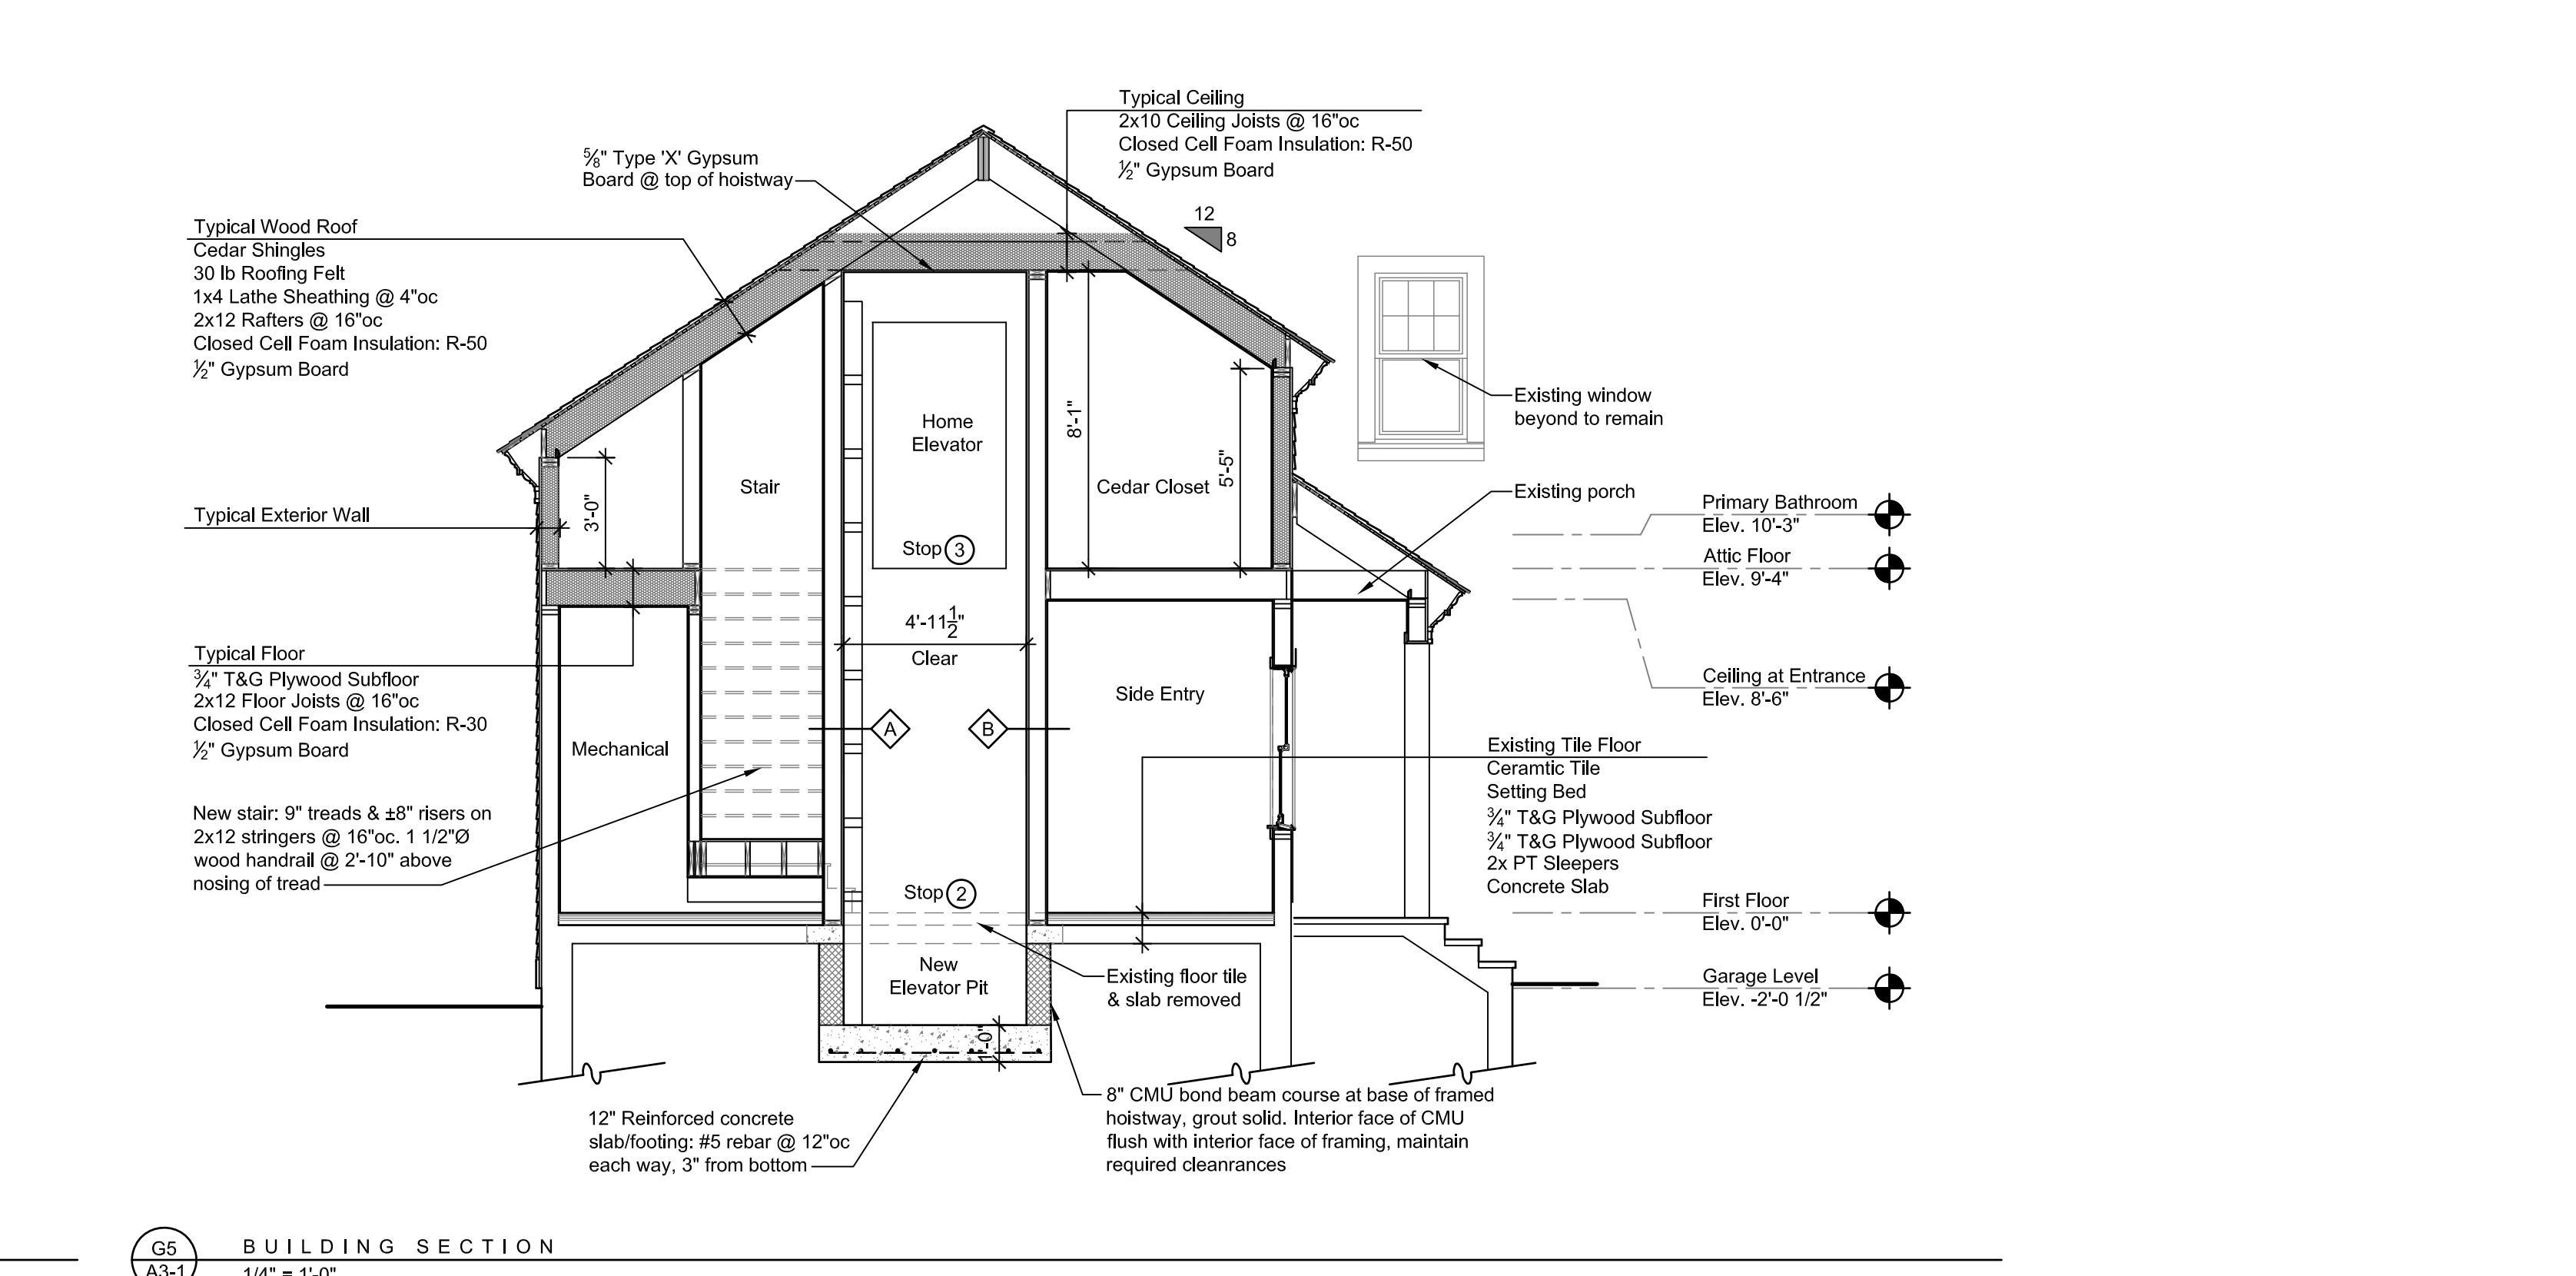 Typical Ceiling
2x10 Ceiling Joists @ 16"oc
Closed Cell Foam Insulation: R-50
½" Gypsum Board
⅝" Type 'X' Gypsum
Board @ top of hoistway
12
8
Typical Wood Roof
Cedar Shingles
30 lb Roofing Felt
1x4 Lathe Sheathing @ 4"oc
2x12 Rafters @ 16"oc
Closed Cell Foam Insulation: R-50
½" Gypsum Board
Existing window
beyond to remain
Home
Elevator
8'-1"
5'-5"
Stair
Cedar Closet
Existing porch
Typical Exterior Wall
3'-0"
Stop 3
Primary Bathroom
Elev. 10'-3"
Attic Floor
Elev. 9'-4"
4'-11½"
Clear
Typical Floor
¾" T&G Plywood Subfloor
2x12 Floor Joists @ 16"oc
Closed Cell Foam Insulation: R-30
½" Gypsum Board
Side Entry
Ceiling at Entrance
Elev. 8'-6"
A
B
Mechanical
Existing Tile Floor
Ceramtic Tile
Setting Bed
¾" T&G Plywood Subfloor
¾" T&G Plywood Subfloor
2x PT Sleepers
Concrete Slab
New stair: 9" treads & ±8" risers on
2x12 stringers @ 16"oc. 1 1/2"Ø
wood handrail @ 2'-10" above
nosing of tread
Stop 2
First Floor
Elev. 0'-0"
New
Elevator Pit
Existing floor tile
& slab removed
Garage Level
Elev. -2'-0 1/2"
1'-0"
12" Reinforced concrete
slab/footing: #5 rebar @ 12"oc
each way, 3" from bottom
8" CMU bond beam course at base of framed
hoistway, grout solid. Interior face of CMU
flush with interior face of framing, maintain
required cleanrances
G5
A3-1
BUILDING SECTION
1/4" = 1'-0"